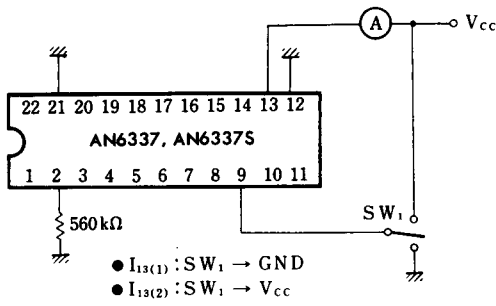 A
Vcc
22 21 20 19 18 17 16 15 14 13 12
AN6337, AN6337S
1 2 3 4 5 6 7 8 9 10 11
560kΩ
SW₁
● I₁₃₍₁₎ : SW₁ → GND
● I₁₃₍₂₎ : SW₁ → Vcc